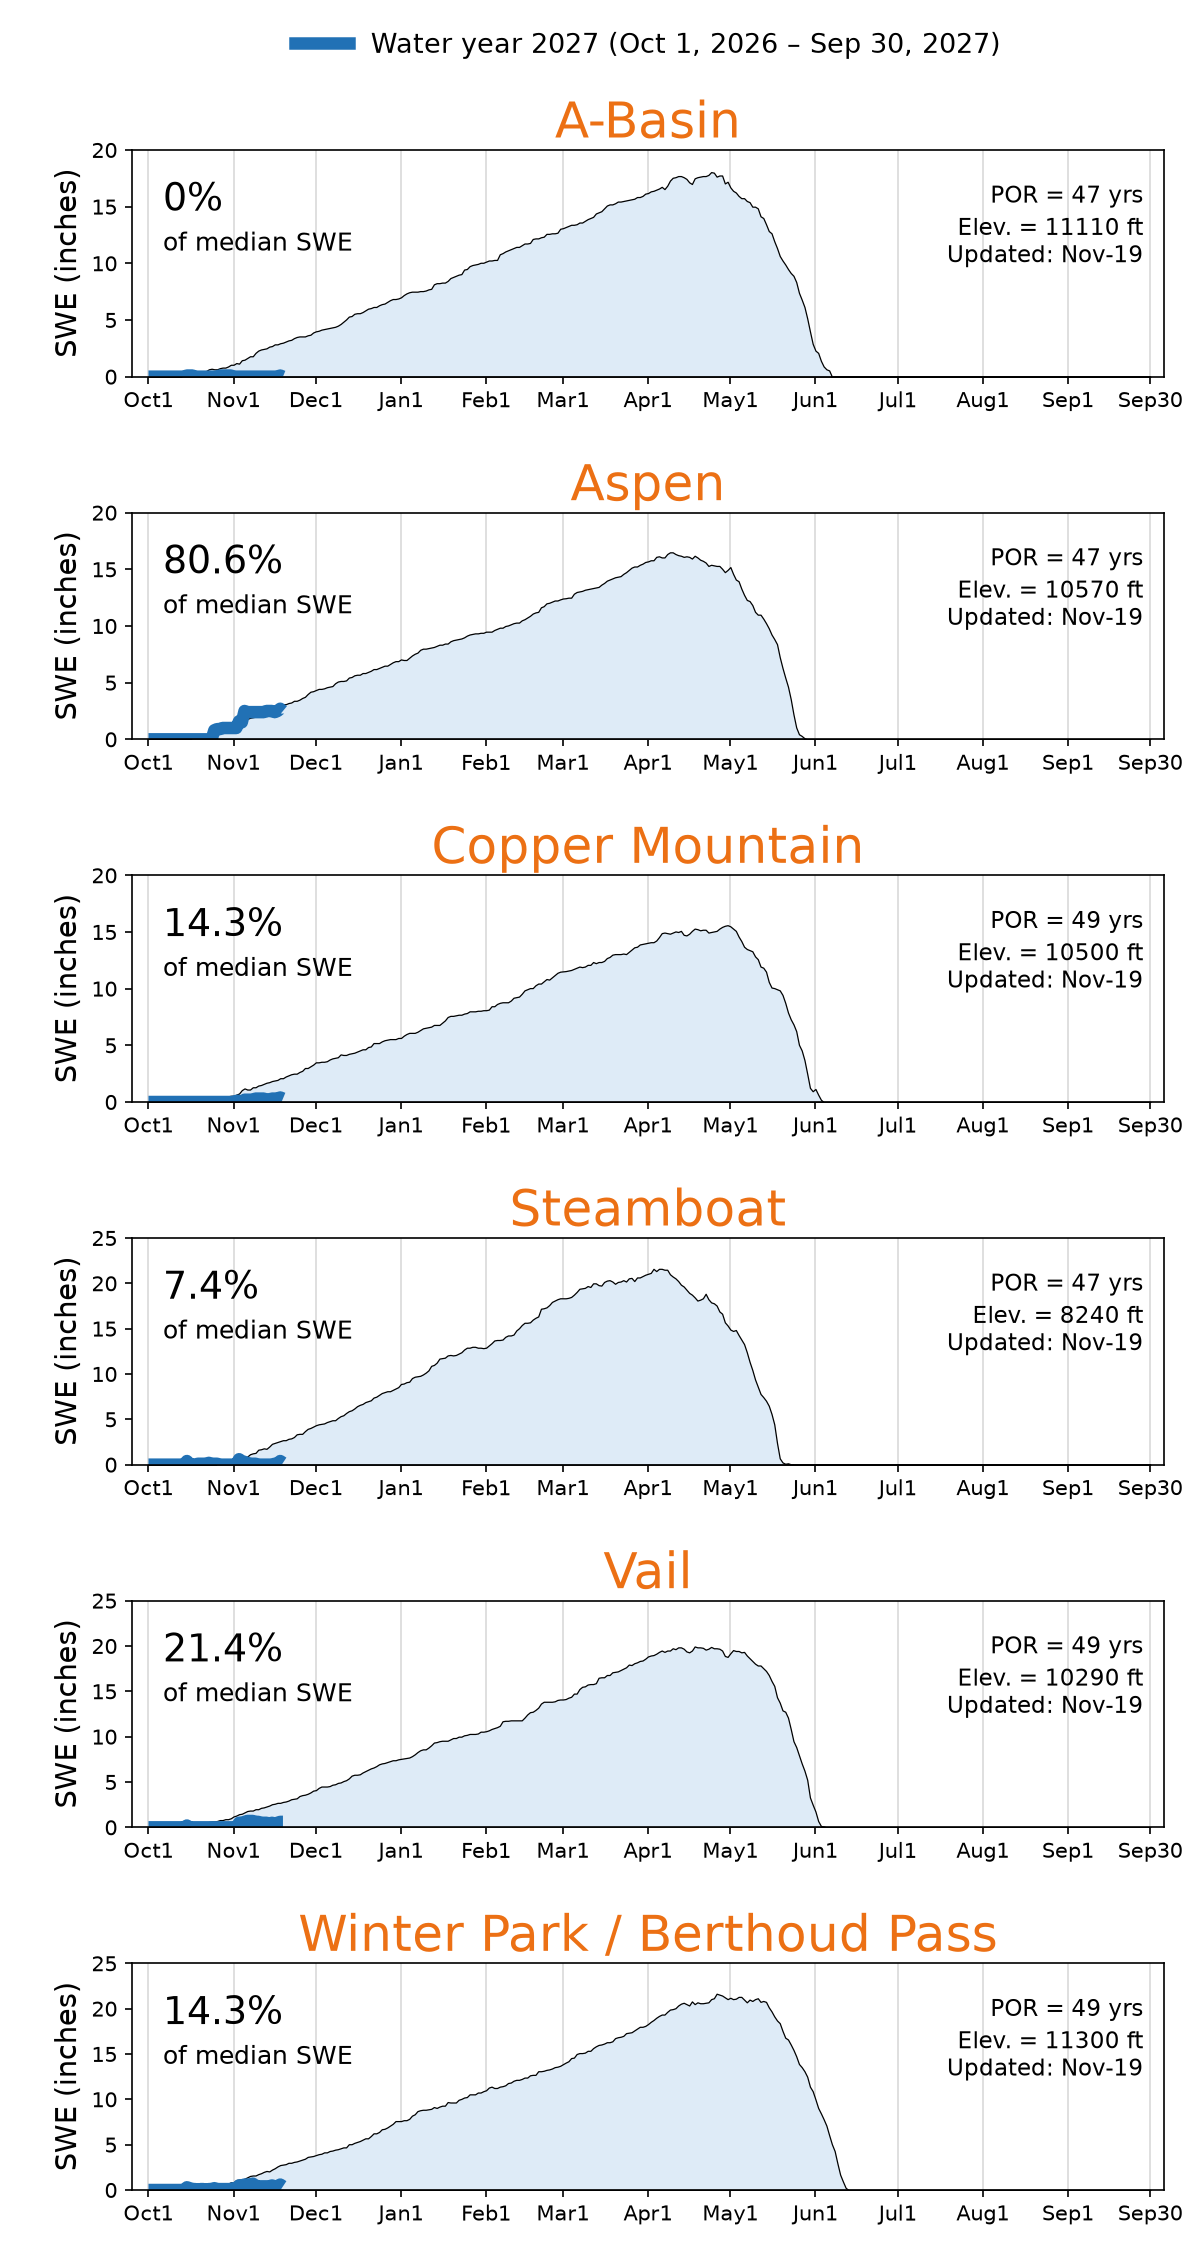 Water year 2027 (Oct 1, 2026 – Sep 30, 2027)
A-Basin
SWE (inches)
20
15
10
5
0
0%
of median SWE
POR = 47 yrs
Elev. = 11110 ft
Updated: Nov-19
Oct1 Nov1 Dec1 Jan1 Feb1 Mar1 Apr1 May1 Jun1 Jul1 Aug1 Sep1 Sep30
Aspen
SWE (inches)
20
15
10
5
0
80.6%
of median SWE
POR = 47 yrs
Elev. = 10570 ft
Updated: Nov-19
Oct1 Nov1 Dec1 Jan1 Feb1 Mar1 Apr1 May1 Jun1 Jul1 Aug1 Sep1 Sep30
Copper Mountain
SWE (inches)
20
15
10
5
0
14.3%
of median SWE
POR = 49 yrs
Elev. = 10500 ft
Updated: Nov-19
Oct1 Nov1 Dec1 Jan1 Feb1 Mar1 Apr1 May1 Jun1 Jul1 Aug1 Sep1 Sep30
Steamboat
SWE (inches)
25
20
15
10
5
0
7.4%
of median SWE
POR = 47 yrs
Elev. = 8240 ft
Updated: Nov-19
Oct1 Nov1 Dec1 Jan1 Feb1 Mar1 Apr1 May1 Jun1 Jul1 Aug1 Sep1 Sep30
Vail
SWE (inches)
25
20
15
10
5
0
21.4%
of median SWE
POR = 49 yrs
Elev. = 10290 ft
Updated: Nov-19
Oct1 Nov1 Dec1 Jan1 Feb1 Mar1 Apr1 May1 Jun1 Jul1 Aug1 Sep1 Sep30
Winter Park / Berthoud Pass
SWE (inches)
25
20
15
10
5
0
14.3%
of median SWE
POR = 49 yrs
Elev. = 11300 ft
Updated: Nov-19
Oct1 Nov1 Dec1 Jan1 Feb1 Mar1 Apr1 May1 Jun1 Jul1 Aug1 Sep1 Sep30